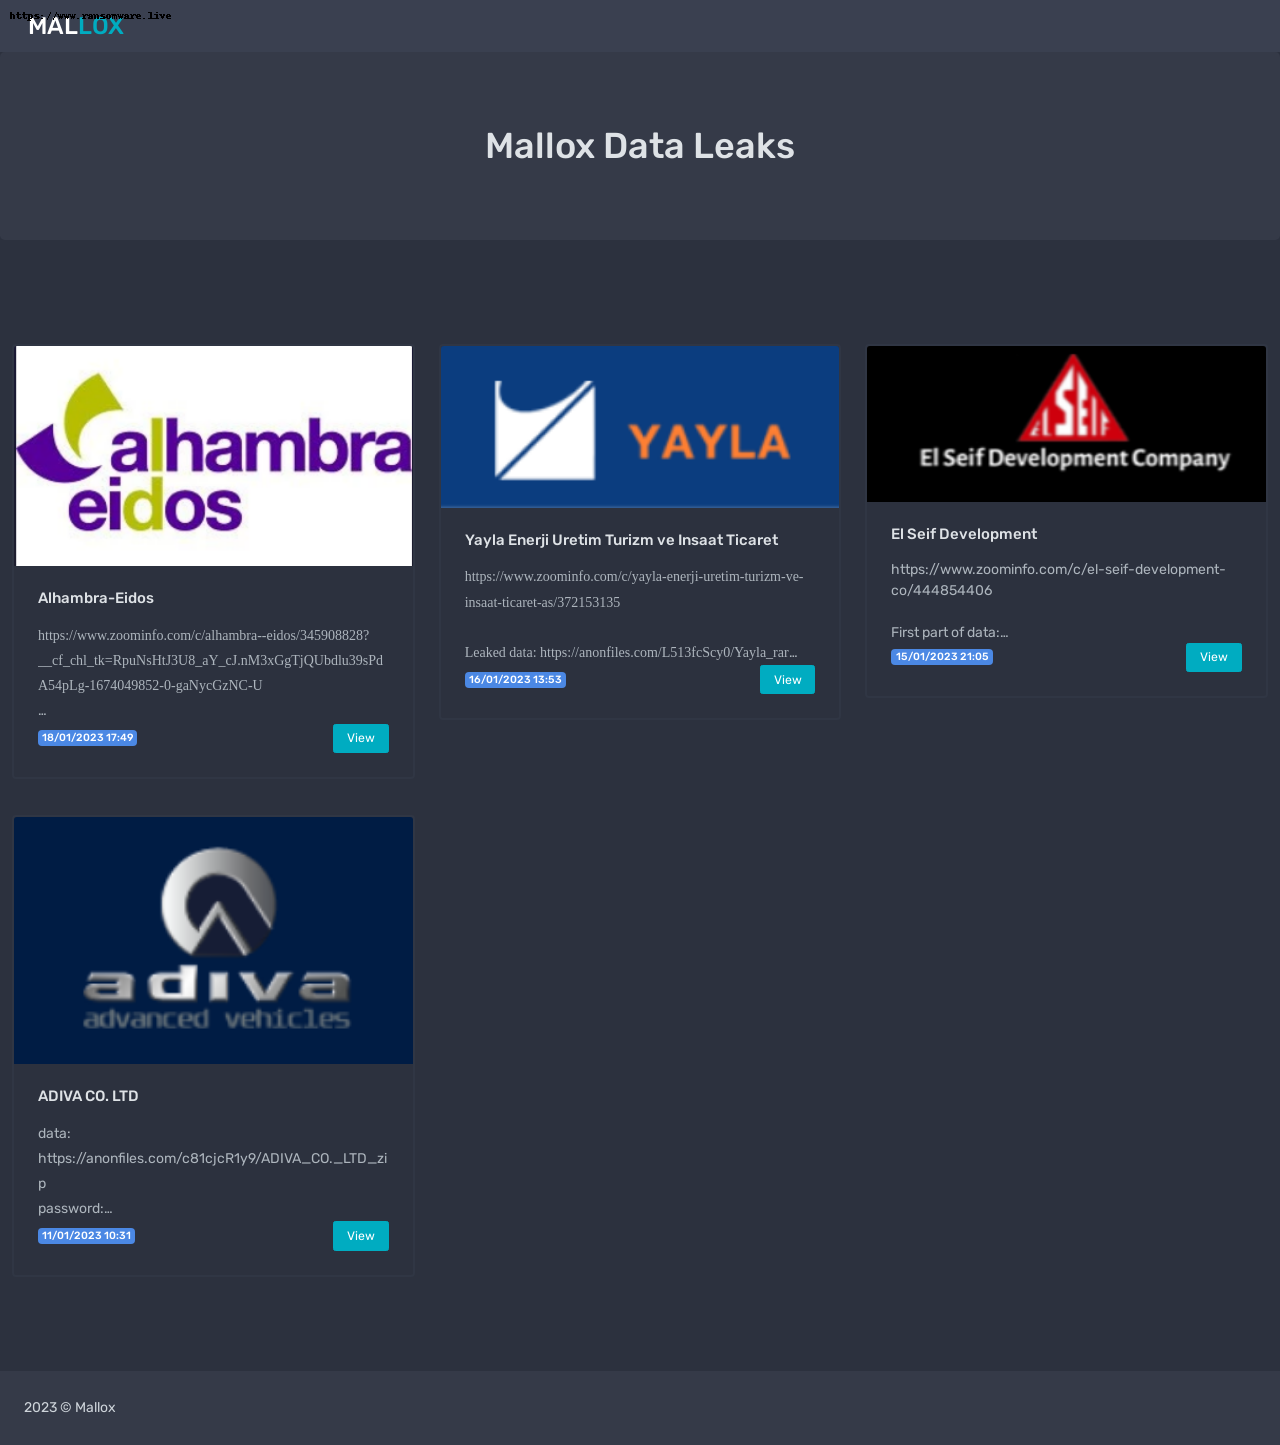 https://www.ransomware.live
MALLOX
Mallox Data Leaks
alhambra
eidos
Alhambra-Eidos
https://www.zoominfo.com/c/alhambra--eidos/345908828?
__cf_chl_tk=RpuNsHtJ3U8_aY_cJ.nM3xGgTjQUbdlu39sPd
A54pLg-1674049852-0-gaNycGzNC-U
…
18/01/2023 17:49
View
YAYLA
Yayla Enerji Uretim Turizm ve Insaat Ticaret
https://www.zoominfo.com/c/yayla-enerji-uretim-turizm-ve-
insaat-ticaret-as/372153135
Leaked data: https://anonfiles.com/L513fcScy0/Yayla_rar…
16/01/2023 13:53
View
EL SEIF
El Seif Development Company
El Seif Development
https://www.zoominfo.com/c/el-seif-development-
co/444854406
First part of data:…
15/01/2023 21:05
View
adiva
advanced vehicles
ADIVA CO. LTD
data:
https://anonfiles.com/c81cjcR1y9/ADIVA_CO._LTD_zi
p
password:…
11/01/2023 10:31
View
2023 © Mallox